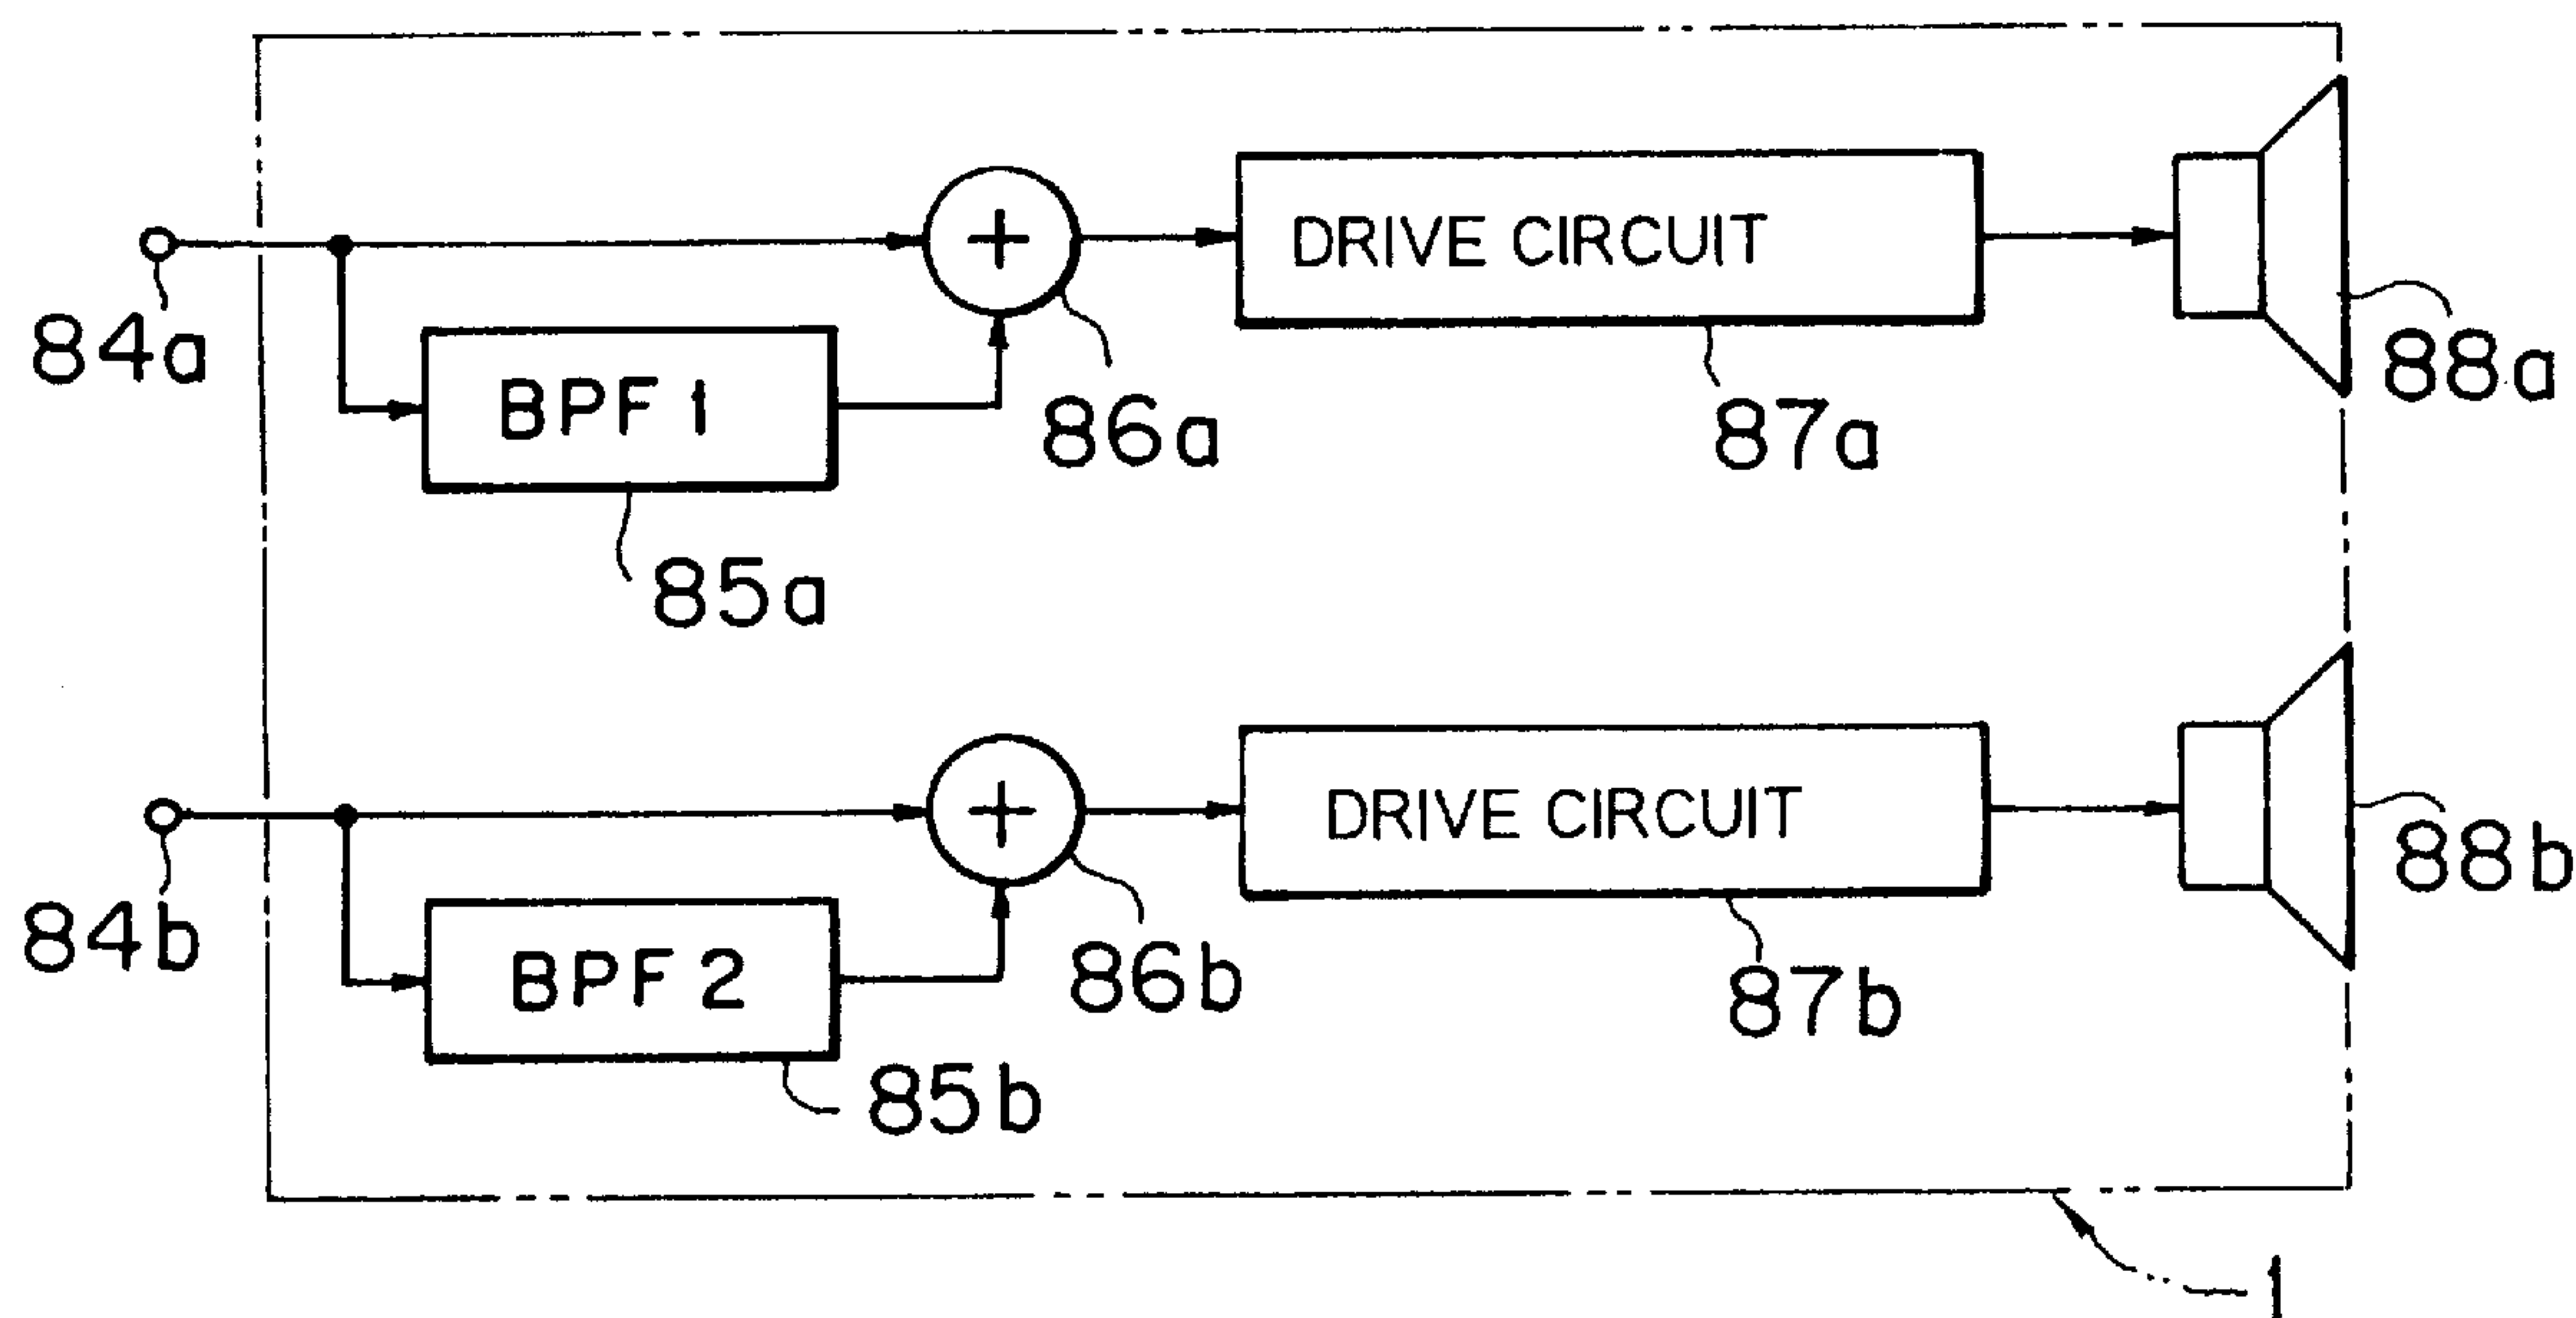 +
DRIVE CIRCUIT
84a
BPF 1
86a
87a
88a
85a
+
DRIVE CIRCUIT
84b
BPF 2
86b
87b
88b
85b
1